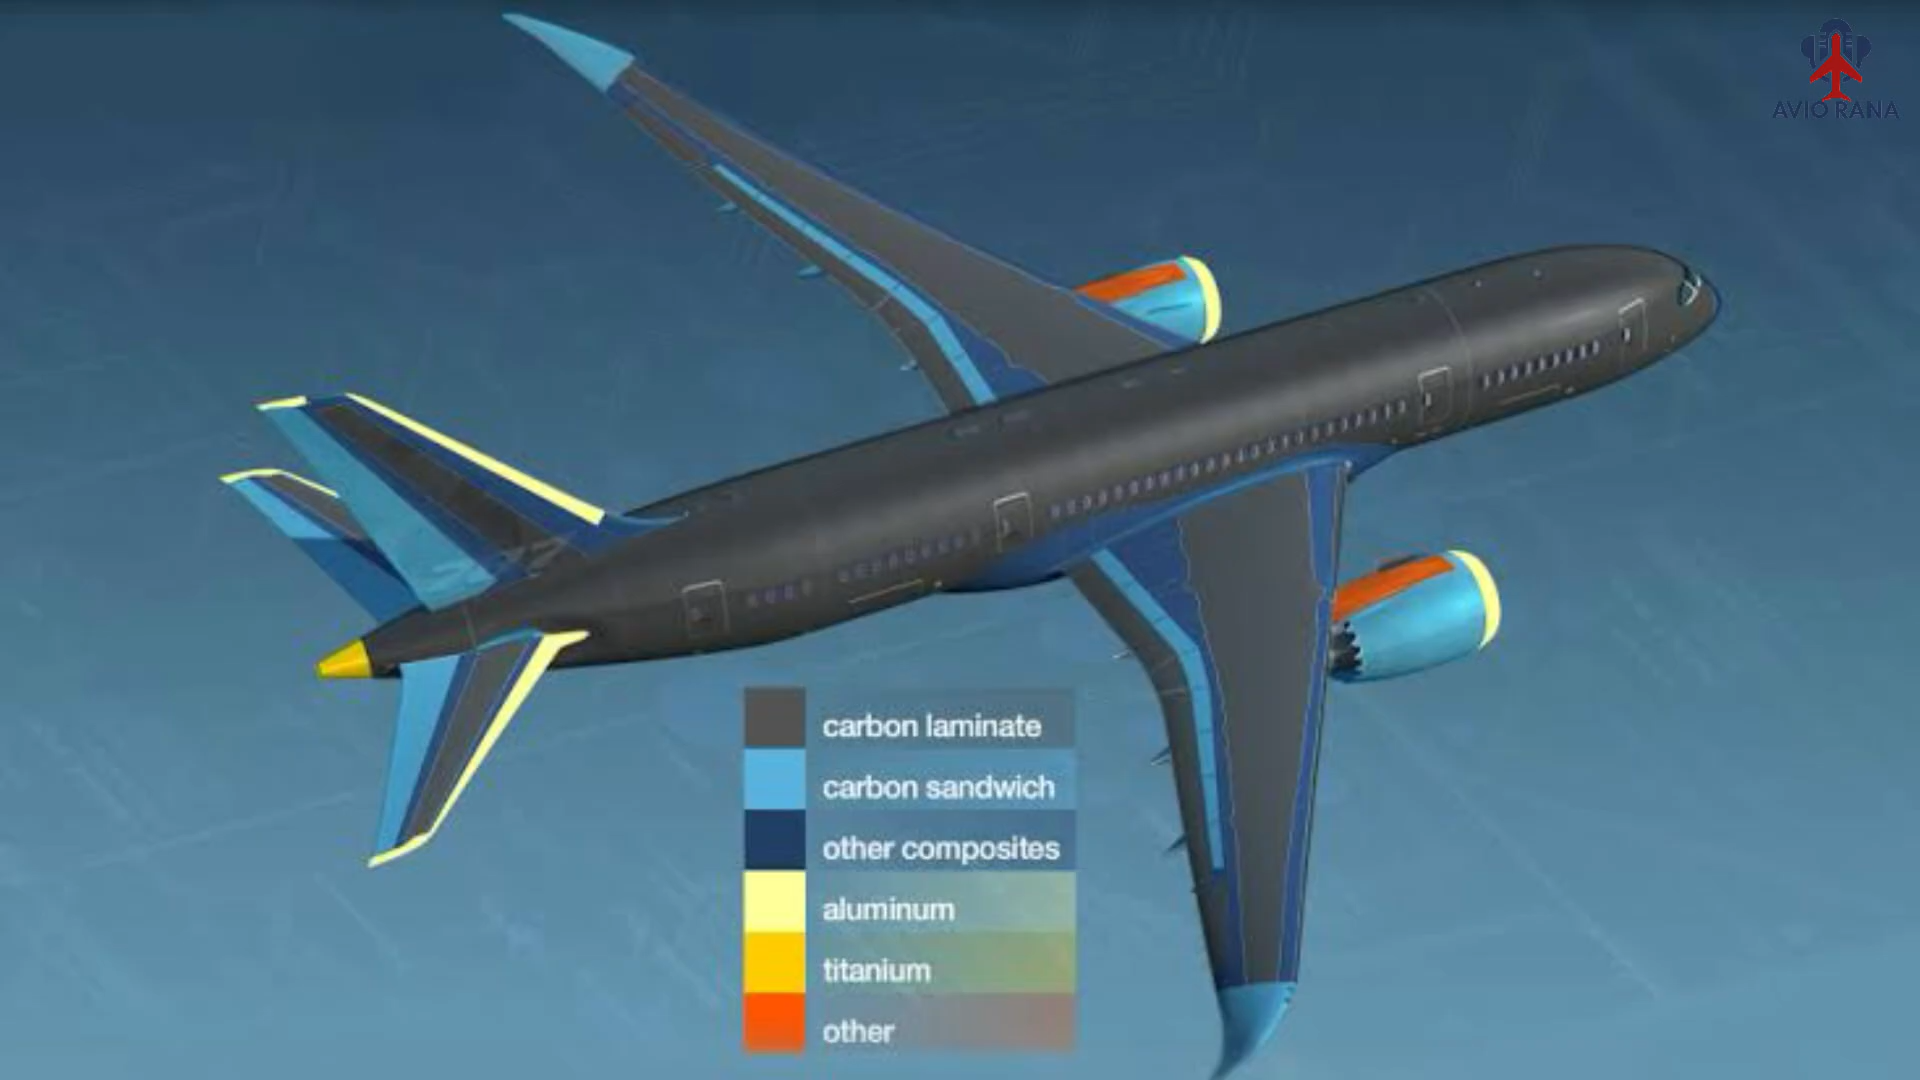 AVIO RANA
carbon laminate
carbon sandwich
other composites
aluminum
titanium
other